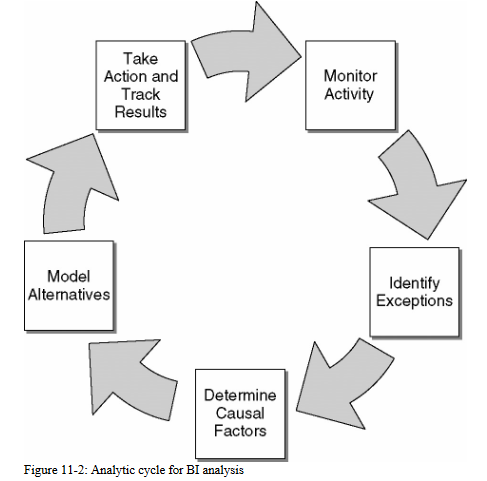 Take
Action and
Track
Results
Monitor
Activity
Identify
Exceptions
Determine
Causal
Factors
Model
Alternatives
Figure 11-2: Analytic cycle for BI analysis